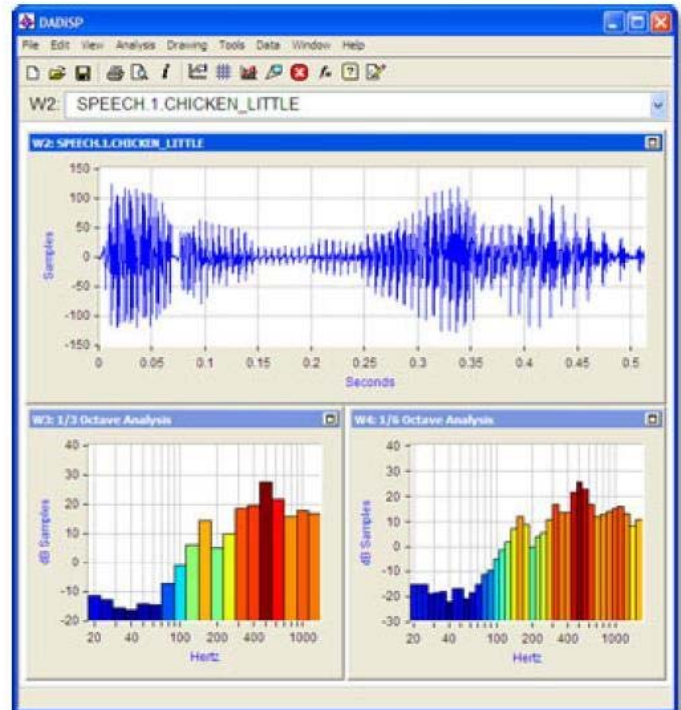 DADiSP
File Edit View Analysis Drawing Tools Data Window Help
W2: SPEECH.1.CHICKEN_LITTLE
W2: SPEECH.1.CHICKEN_LITTLE
150
100
50
0
-50
-100
-150
Samples
0 0.05 0.1 0.15 0.2 0.25 0.3 0.35 0.4 0.45 0.5
Seconds
W3: 1/3 Octave Analysis
40
30
20
10
0
-10
-20
dB Samples
20 40 100 200 400 1000
Hertz
W4: 1/6 Octave Analysis
40
30
20
10
0
-10
-20
-30
dB Samples
20 40 100 200 400 1000
Hertz